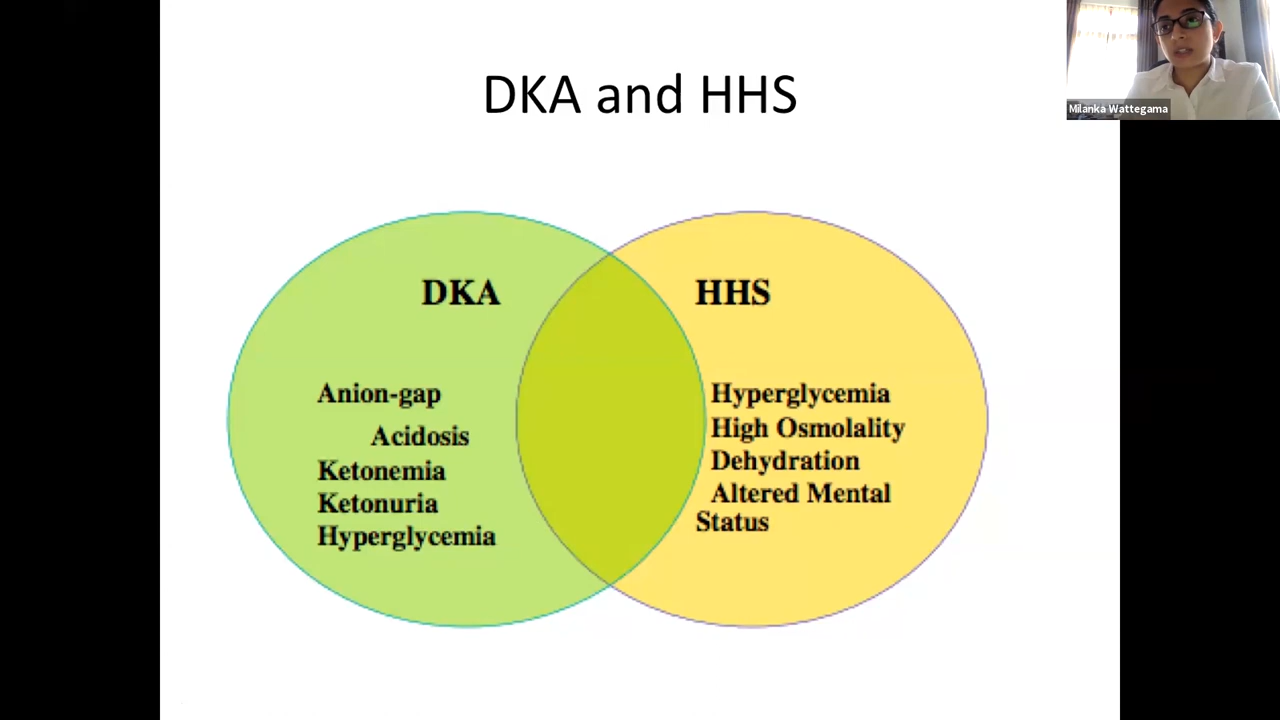 DKA and HHS
Milanka Wattegama
DKA
Anion-gap
Acidosis
Ketonemia
Ketonuria
Hyperglycemia
HHS
Hyperglycemia
High Osmolality
Dehydration
Altered Mental
Status